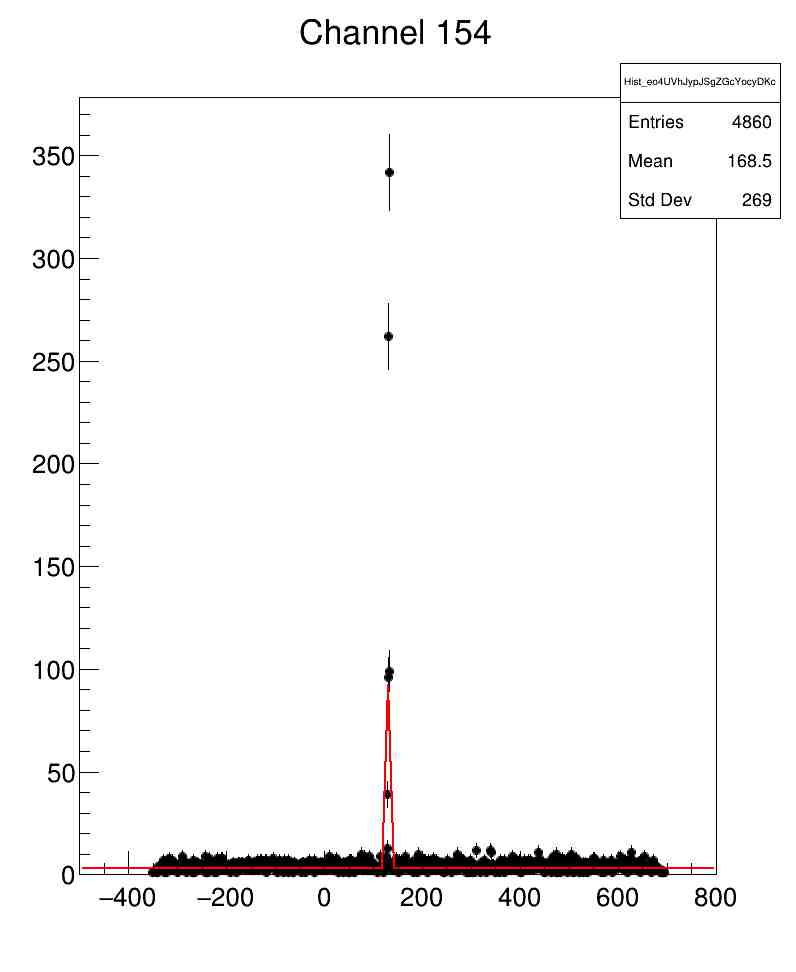 Channel 154
Hist_eo4UVhJypJSgZGcYocyDKc
Entries 4860
Mean 168.5
Std Dev 269
350
300
250
200
150
100
50
0
−400 −200 0 200 400 600 800